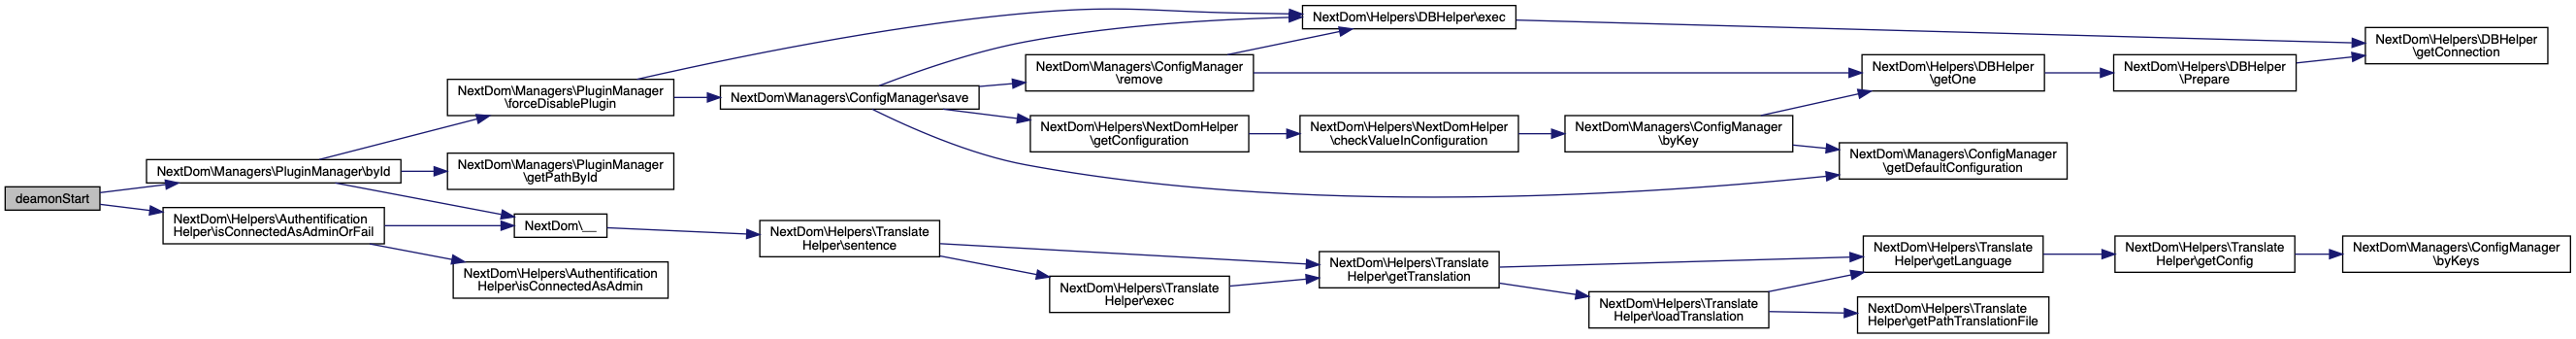 deamonStart
NextDom\Managers\PluginManager\byId
NextDom\Helpers\Authentification
Helper\isConnectedAsAdminOrFail
NextDom\Managers\PluginManager
\forceDisablePlugin
NextDom\Managers\PluginManager
\getPathById
NextDom\__
NextDom\Helpers\Authentification
Helper\isConnectedAsAdmin
NextDom\Managers\ConfigManager\save
NextDom\Helpers\Translate
Helper\sentence
NextDom\Managers\ConfigManager
\remove
NextDom\Helpers\NextDomHelper
\getConfiguration
NextDom\Helpers\Translate
Helper\exec
NextDom\Helpers\DBHelper\exec
NextDom\Helpers\NextDomHelper
\checkValueInConfiguration
NextDom\Helpers\Translate
Helper\getTranslation
NextDom\Managers\ConfigManager
\byKey
NextDom\Helpers\Translate
Helper\loadTranslation
NextDom\Helpers\DBHelper
\getOne
NextDom\Managers\ConfigManager
\getDefaultConfiguration
NextDom\Helpers\Translate
Helper\getLanguage
NextDom\Helpers\Translate
Helper\getPathTranslationFile
NextDom\Helpers\DBHelper
\Prepare
NextDom\Helpers\Translate
Helper\getConfig
NextDom\Helpers\DBHelper
\getConnection
NextDom\Managers\ConfigManager
\byKeys